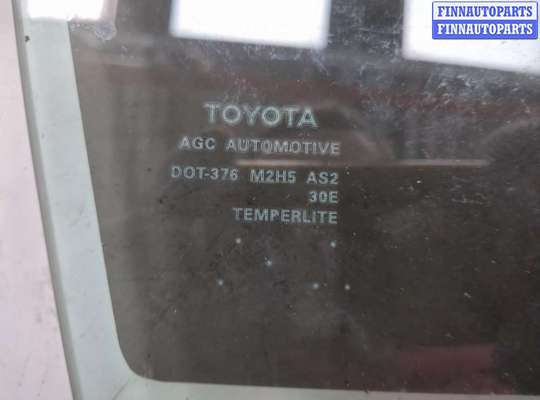 FINNAUTOPARTS
FINNAUTOPARTS
TOYOTA
AGC AUTOMOTIVE
DOT-376 M2H5 AS2
30E
TEMPERLITE